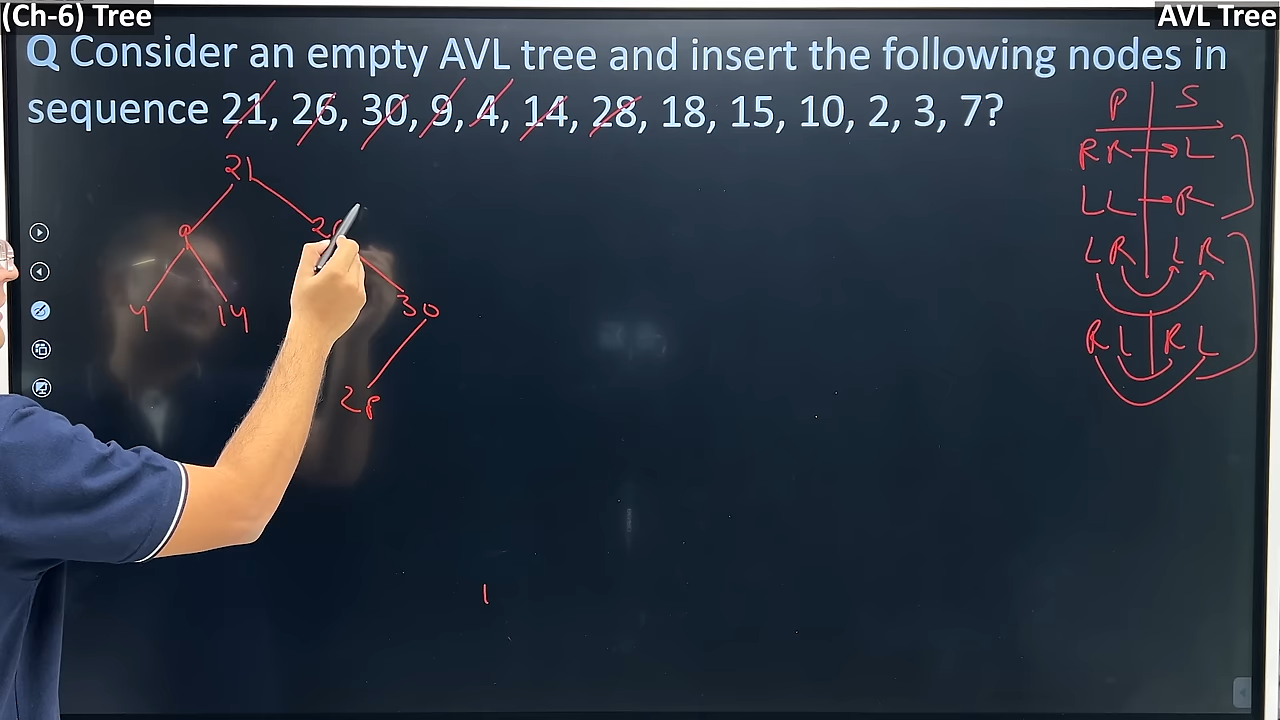 (Ch-6) Tree
AVL Tree
Q Consider an empty AVL tree and insert the following nodes in
sequence 21, 26, 30, 9, 4, 14, 28, 18, 15, 10, 2, 3, 7?
P S
RR → L
LL → R
LR LR
RL RL
21
9
4 14
30
28